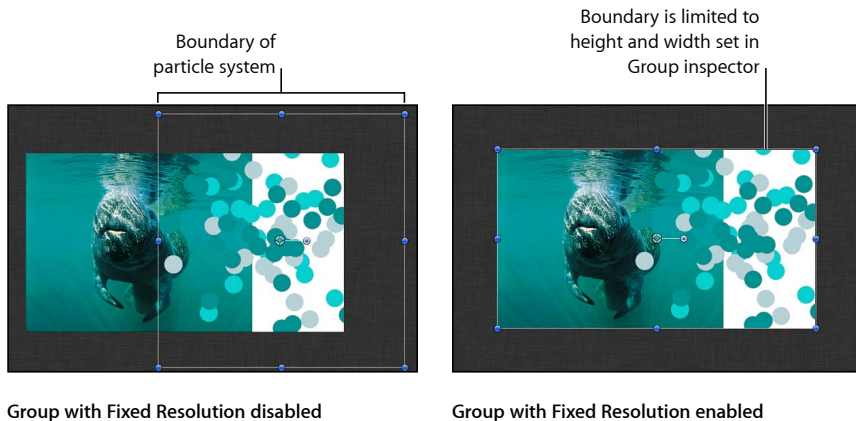 Boundary of
particle system
Boundary is limited to
height and width set in
Group inspector
Group with Fixed Resolution disabled
Group with Fixed Resolution enabled